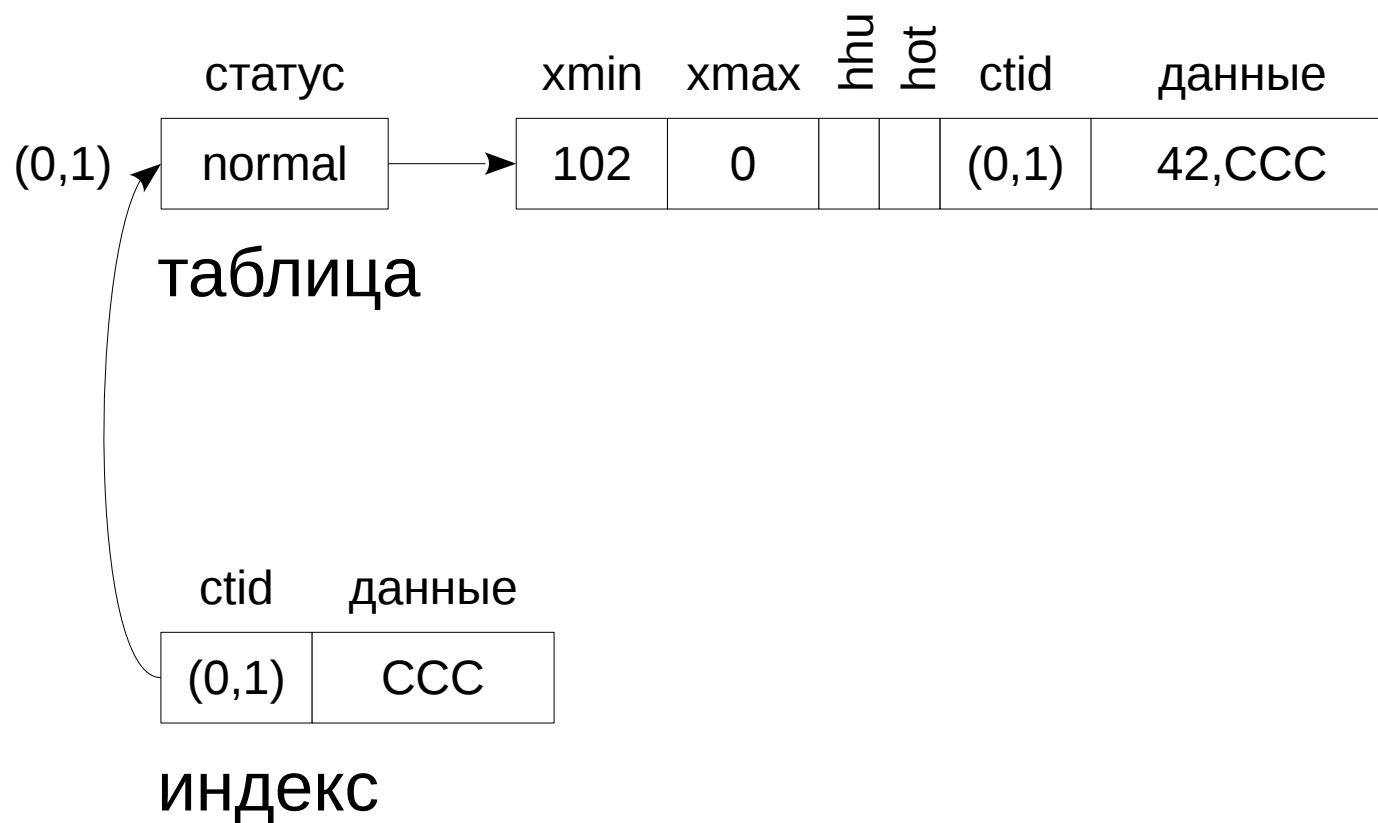 статус xmin xmax hhu hot ctid данные
(0,1) normal 102 0 (0,1) 42,CCC
таблица
ctid данные
(0,1) CCC
индекс